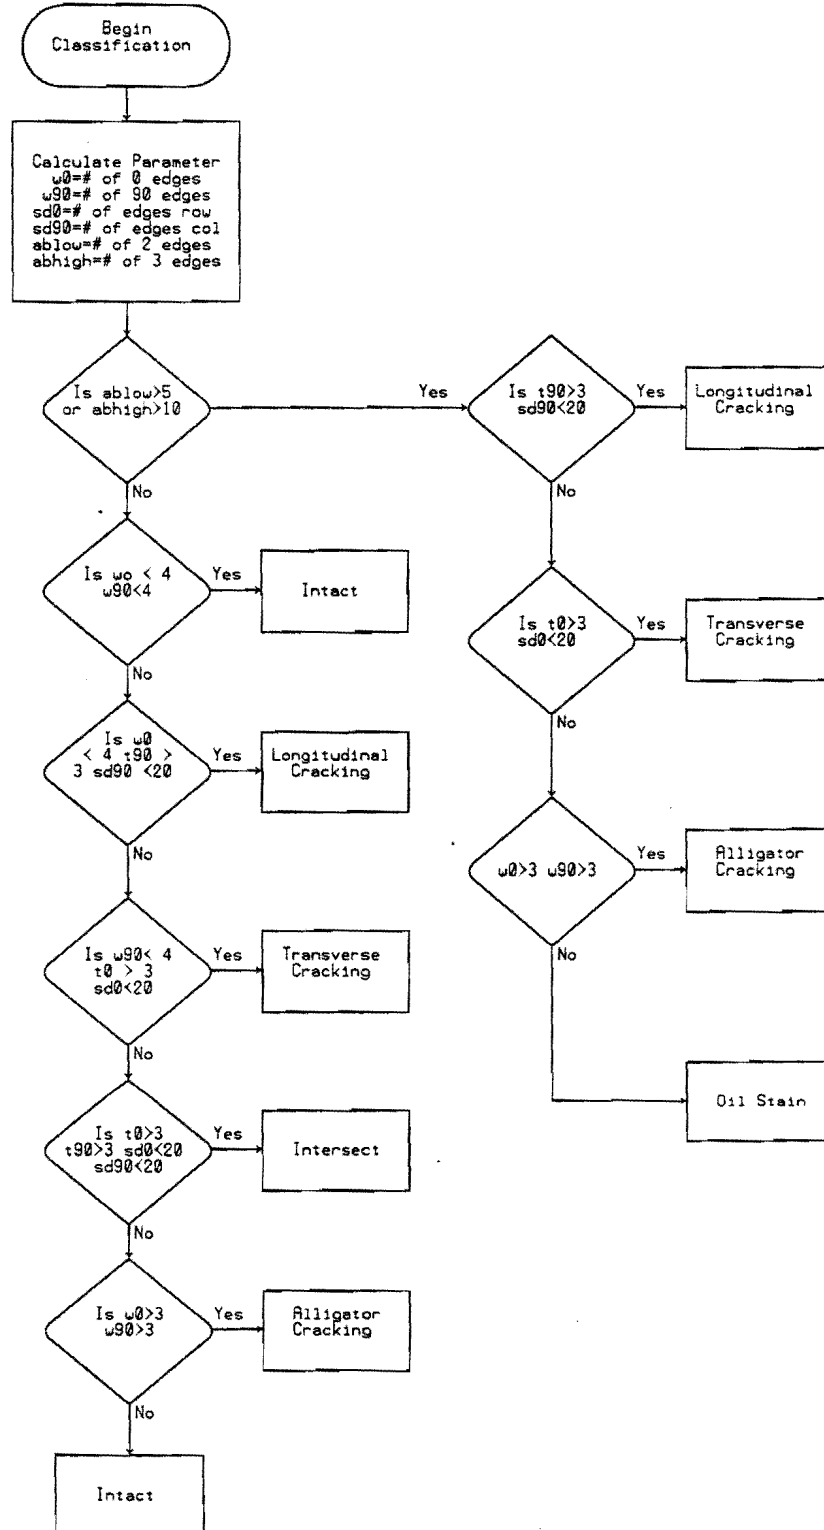 Begin
Classification
Calculate Parameter
w0=# of 0 edges
w90=# of 90 edges
sd0=# of edges row
sd90=# of edges col
ablow=# of 2 edges
abhigh=# of 3 edges
Is ablow>5
or abhigh>10
Yes
No
Is t90>3
sd90<20
Yes
Longitudinal
Cracking
No
Is wo < 4
w90<4
Yes
Intact
No
Is t0>3
sd0<20
Yes
Transverse
Cracking
No
Is w0
< 4 t90 >
3 sd90 <20
Yes
Longitudinal
Cracking
No
w0>3 w90>3
Yes
Alligator
Cracking
No
Is w90< 4
t0 > 3
sd0<20
Yes
Transverse
Cracking
No
Oil Stain
Is t0>3
t90>3 sd0<20
sd90<20
Yes
Intersect
No
Is w0>3
w90>3
Yes
Alligator
Cracking
No
Intact